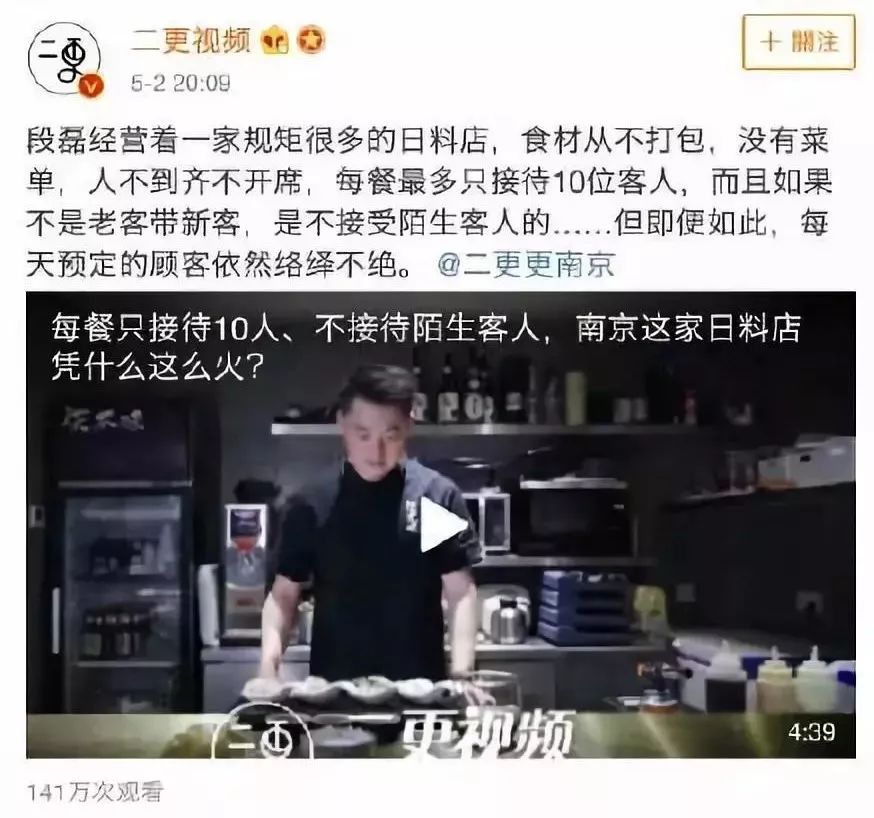 二更视频
5-2 20:09
+ 關注
段磊经营着一家规矩很多的日料店，食材从不打包，没有菜
单，人不到齐不开席，每餐最多只接待10位客人，而且如果
不是老客带新客，是不接受陌生客人的……但即便如此，每
天预定的顾客依然络绎不绝。@二更更南京
每餐只接待10人、不接待陌生客人，南京这家日料店
凭什么这么火？
二更
二更视频
4:39
141万次观看